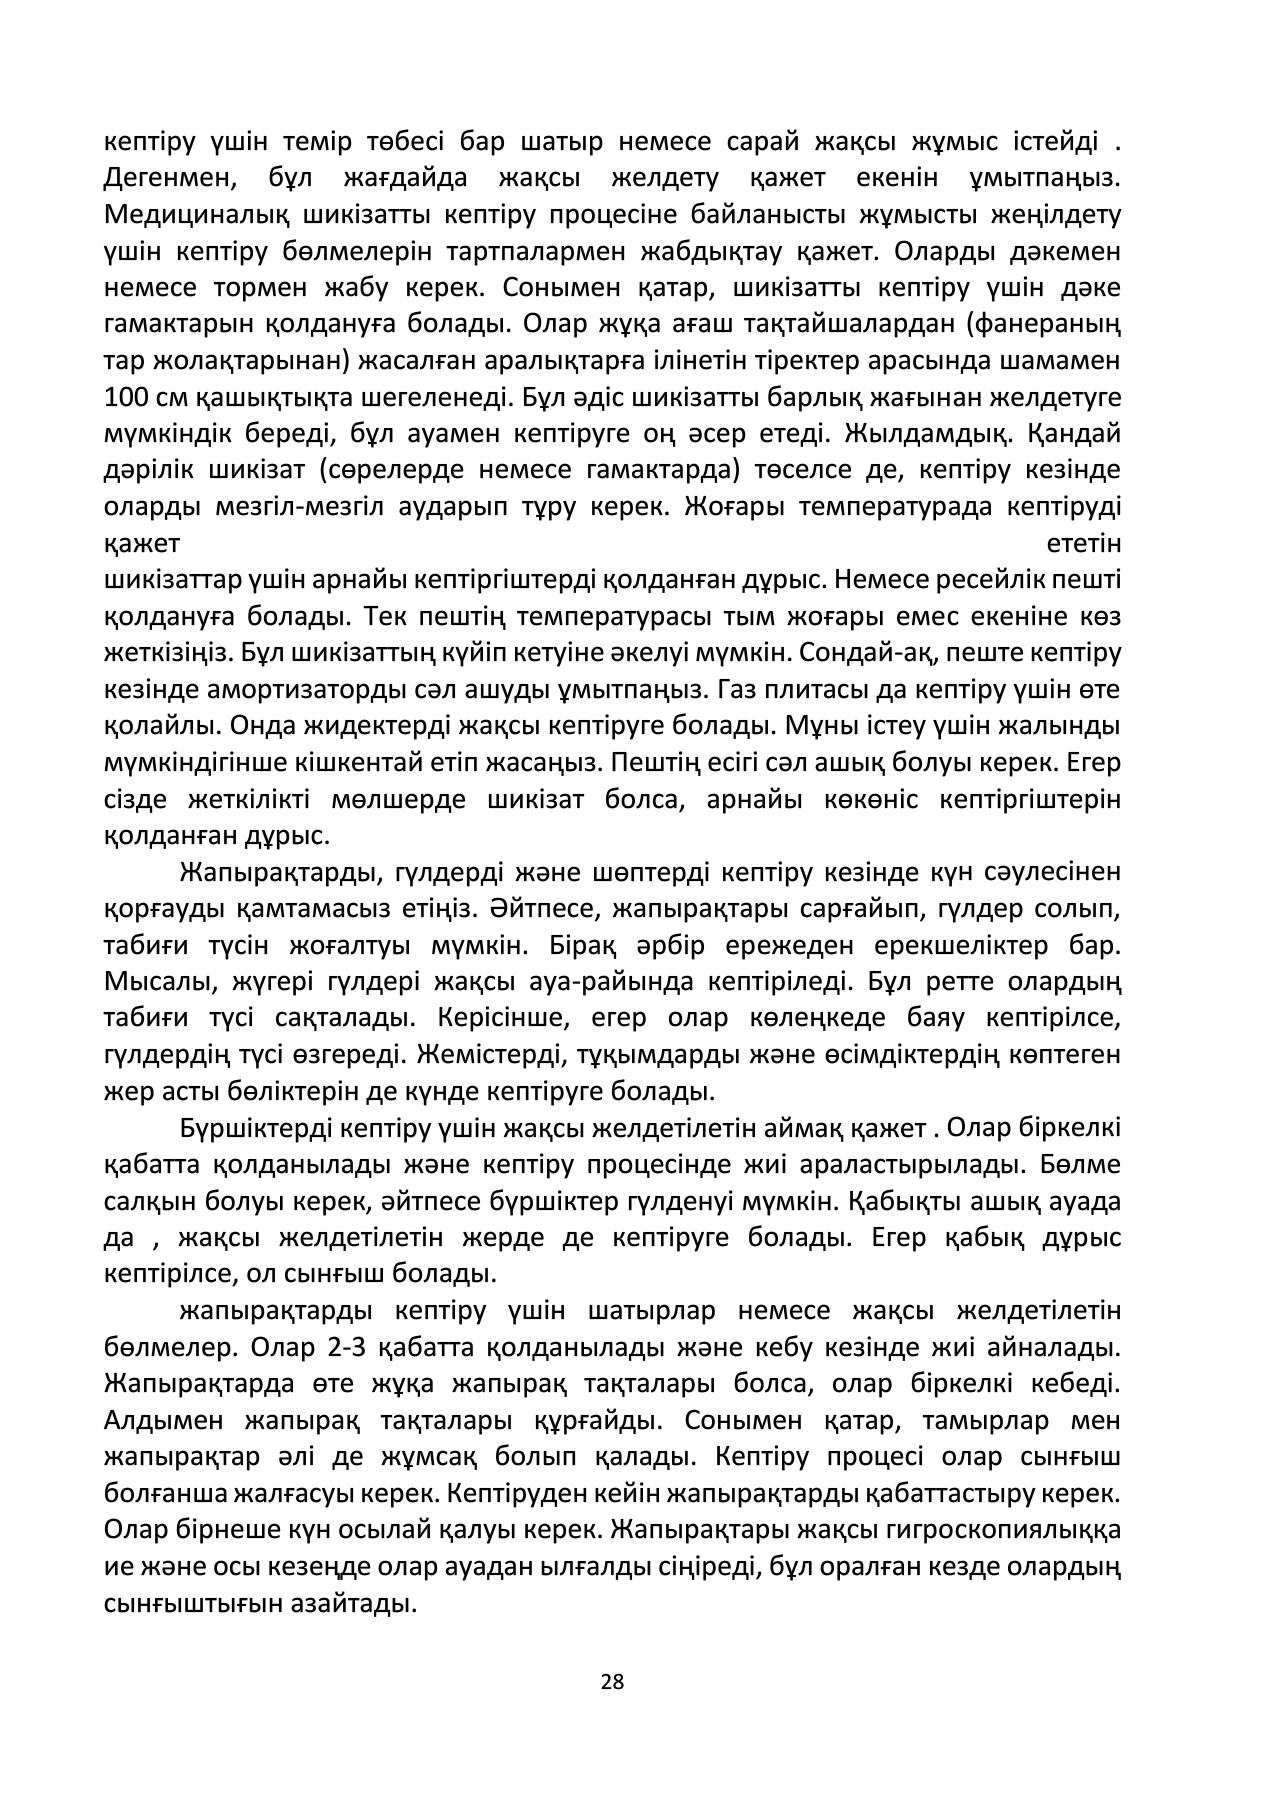 кептіру үшін темір төбесі бар шатыр немесе сарай жақсы жұмыс істейді .
Дегенмен, бұл жағдайда жақсы желдету қажет екенін ұмытпаңыз.
Медициналық шикізатты кептіру процесіне байланысты жұмысты жеңілдету
үшін кептіру бөлмелерін тартпалармен жабдықтау қажет. Оларды дәкемен
немесе тормен жабу керек. Сонымен қатар, шикізатты кептіру үшін дәке
гамактарын қолдануға болады. Олар жұқа ағаш тақтайшалардан (фанераның
тар жолақтарынан) жасалған аралықтарға ілінетін тіректер арасында шамамен
100 см қашықтықта шегеленеді. Бұл әдіс шикізатты барлық жағынан желдетуге
мүмкіндік береді, бұл ауамен кептіруге оң әсер етеді. Жылдамдық. Қандай
дәрілік шикізат (сөрелерде немесе гамактарда) төселсе де, кептіру кезінде
оларды мезгіл-мезгіл аударып тұру керек. Жоғары температурада кептіруді
қажет ететін
шикізаттар үшін арнайы кептіргіштерді қолданған дұрыс. Немесе ресейлік пешті
қолдануға болады. Тек пештің температурасы тым жоғары емес екеніне көз
жеткізіңіз. Бұл шикізаттың күйіп кетуіне әкелуі мүмкін. Сондай-ақ, пеште кептіру
кезінде амортизаторды сәл ашуды ұмытпаңыз. Газ плитасы да кептіру үшін өте
қолайлы. Онда жидектерді жақсы кептіруге болады. Мұны істеу үшін жалынды
мүмкіндігінше кішкентай етіп жасаңыз. Пештің есігі сәл ашық болуы керек. Егер
сізде жеткілікті мөлшерде шикізат болса, арнайы көкөніс кептіргіштерін
қолданған дұрыс.
Жапырақтарды, гүлдерді және шөптерді кептіру кезінде күн сәулесінен
қорғауды қамтамасыз етіңіз. Әйтпесе, жапырақтары сарғайып, гүлдер солып,
табиғи түсін жоғалтуы мүмкін. Бірақ әрбір ережеден ерекшеліктер бар.
Мысалы, жүгері гүлдері жақсы ауа-райында кептіріледі. Бұл ретте олардың
табиғи түсі сақталады. Керісінше, егер олар көлеңкеде баяу кептірілсе,
гүлдердің түсі өзгереді. Жемістерді, тұқымдарды және өсімдіктердің көптеген
жер асты бөліктерін де күнде кептіруге болады.
Бүршіктерді кептіру үшін жақсы желдетілетін аймақ қажет . Олар біркелкі
қабатта қолданылады және кептіру процесінде жиі араластырылады. Бөлме
салқын болуы керек, әйтпесе бүршіктер гүлденуі мүмкін. Қабықты ашық ауада
да , жақсы желдетілетін жерде де кептіруге болады. Егер қабық дұрыс
кептірілсе, ол сынғыш болады.
жапырақтарды кептіру үшін шатырлар немесе жақсы желдетілетін
бөлмелер. Олар 2-3 қабатта қолданылады және кебу кезінде жиі айналады.
Жапырақтарда өте жұқа жапырақ тақталары болса, олар біркелкі кебеді.
Алдымен жапырақ тақталары құрғайды. Сонымен қатар, тамырлар мен
жапырақтар әлі де жұмсақ болып қалады. Кептіру процесі олар сынғыш
болғанша жалғасуы керек. Кептіруден кейін жапырақтарды қабаттастыру керек.
Олар бірнеше күн осылай қалуы керек. Жапырақтары жақсы гигроскопиялыққа
ие және осы кезеңде олар ауадан ылғалды сіңіреді, бұл оралған кезде олардың
сынғыштығын азайтады.
28